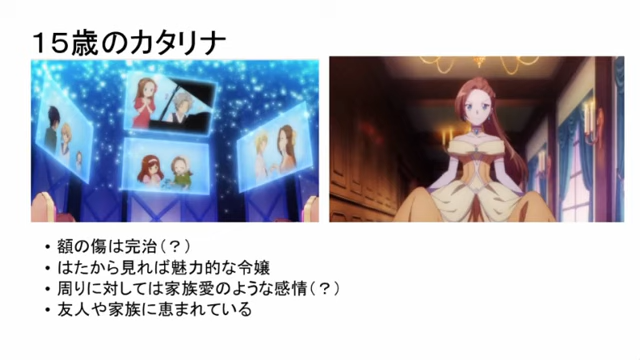 １５歳のカタリナ
• 額の傷は完治（？）
• はたから見れば魅力的な令嬢
• 周りに対しては家族愛のような感情（？）
• 友人や家族に恵まれている